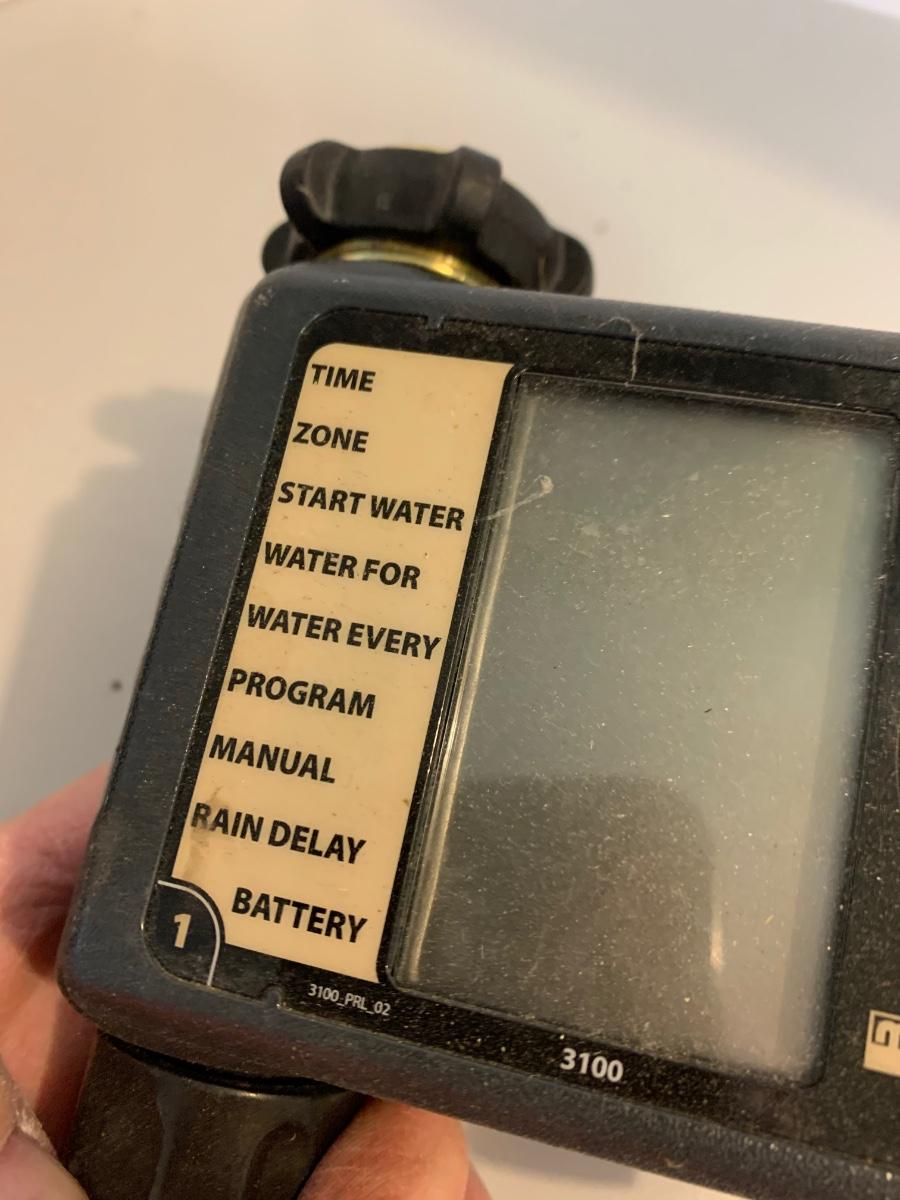 TIME
ZONE
START WATER
WATER FOR
WATER EVERY
PROGRAM
MANUAL
RAIN DELAY
BATTERY
1
3100_PRL_02
3100